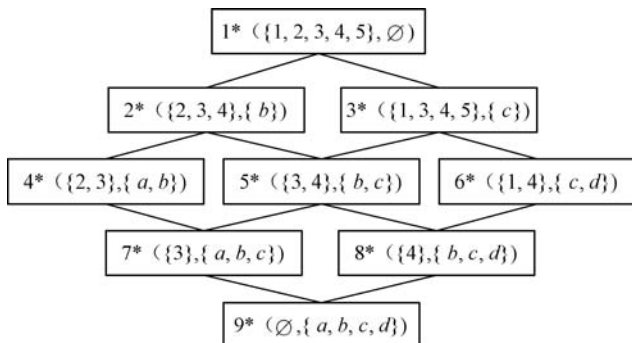 1* ({1, 2, 3, 4, 5}, ∅)
2* ({2, 3, 4},{ b}) 3* ({1, 3, 4, 5},{ c})
4* ({2, 3},{ a, b}) 5* ({3, 4},{ b, c}) 6* ({1, 4},{ c, d})
7* ({3},{ a, b, c}) 8* ({4},{ b, c, d})
9* (∅,{ a, b, c, d})